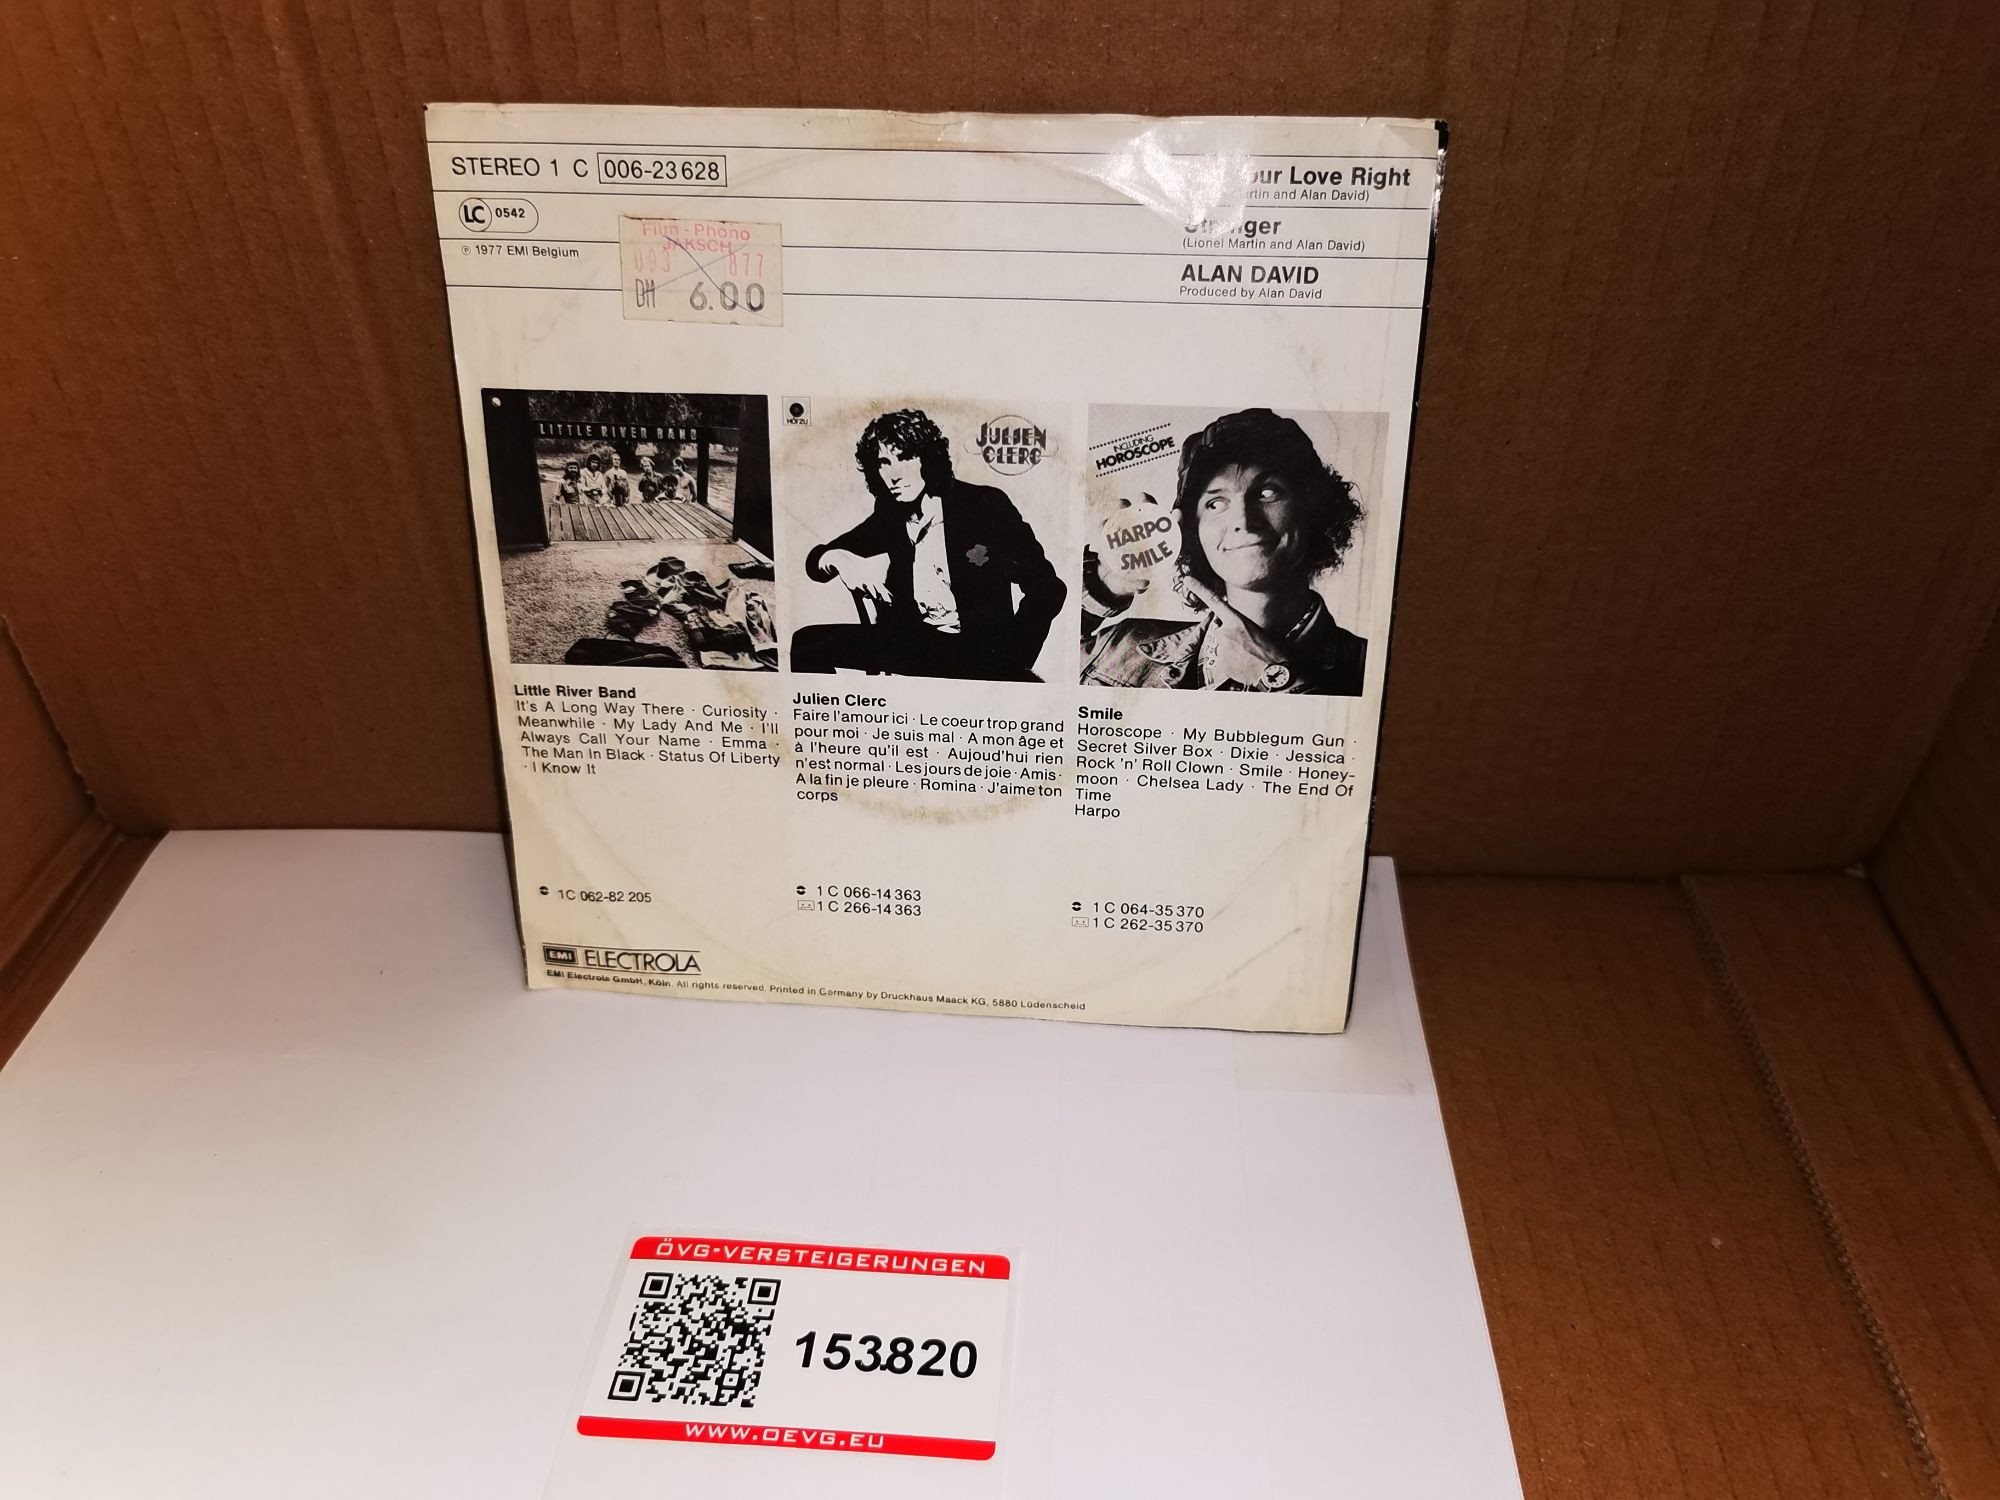 STEREO 1 C 006-23 628
LC 0542
℗ 1977 EMI Belgium
Film - Phono
JAKSCH
093 877
DM 6.00
Love Right
and Alan David)
(Lionel Martin and Alan David)
ALAN DAVID
Produced by Alan David
LITTLE RIVER BAND
HÖRZU
JULIEN
CLERC
INCLUDING
HOROSCOPE
HARPO
SMILE
Little River Band
It's A Long Way There · Curiosity ·
Meanwhile · My Lady And Me · I'll
Always Call Your Name · Emma ·
The Man In Black · Status Of Liberty
· I Know It
1C 062-82 205
Julien Clerc
Faire l'amour ici · Le coeur trop grand
pour moi · Je suis mal · A mon âge et
à l'heure qu'il est · Aujourd'hui rien
n'est normal · Les jours de joie · Amis ·
A la fin je pleure · Romina · J'aime ton
corps
1 C 066-14 363
1 C 266-14 363
Smile
Horoscope · My Bubblegum Gun ·
Secret Silver Box · Dixie · Jessica ·
Rock 'n' Roll Clown · Smile · Honey-
moon · Chelsea Lady · The End Of
Time
Harpo
1 C 064-35 370
1 C 262-35 370
EMI ELECTROLA
EMI Electrola GmbH, Köln. All rights reserved. Printed in Germany by Druckhaus Maack KG, 5880 Lüdenscheid
ÖVG-VERSTEIGERUNGEN
153.820
WWW.OEVG.EU